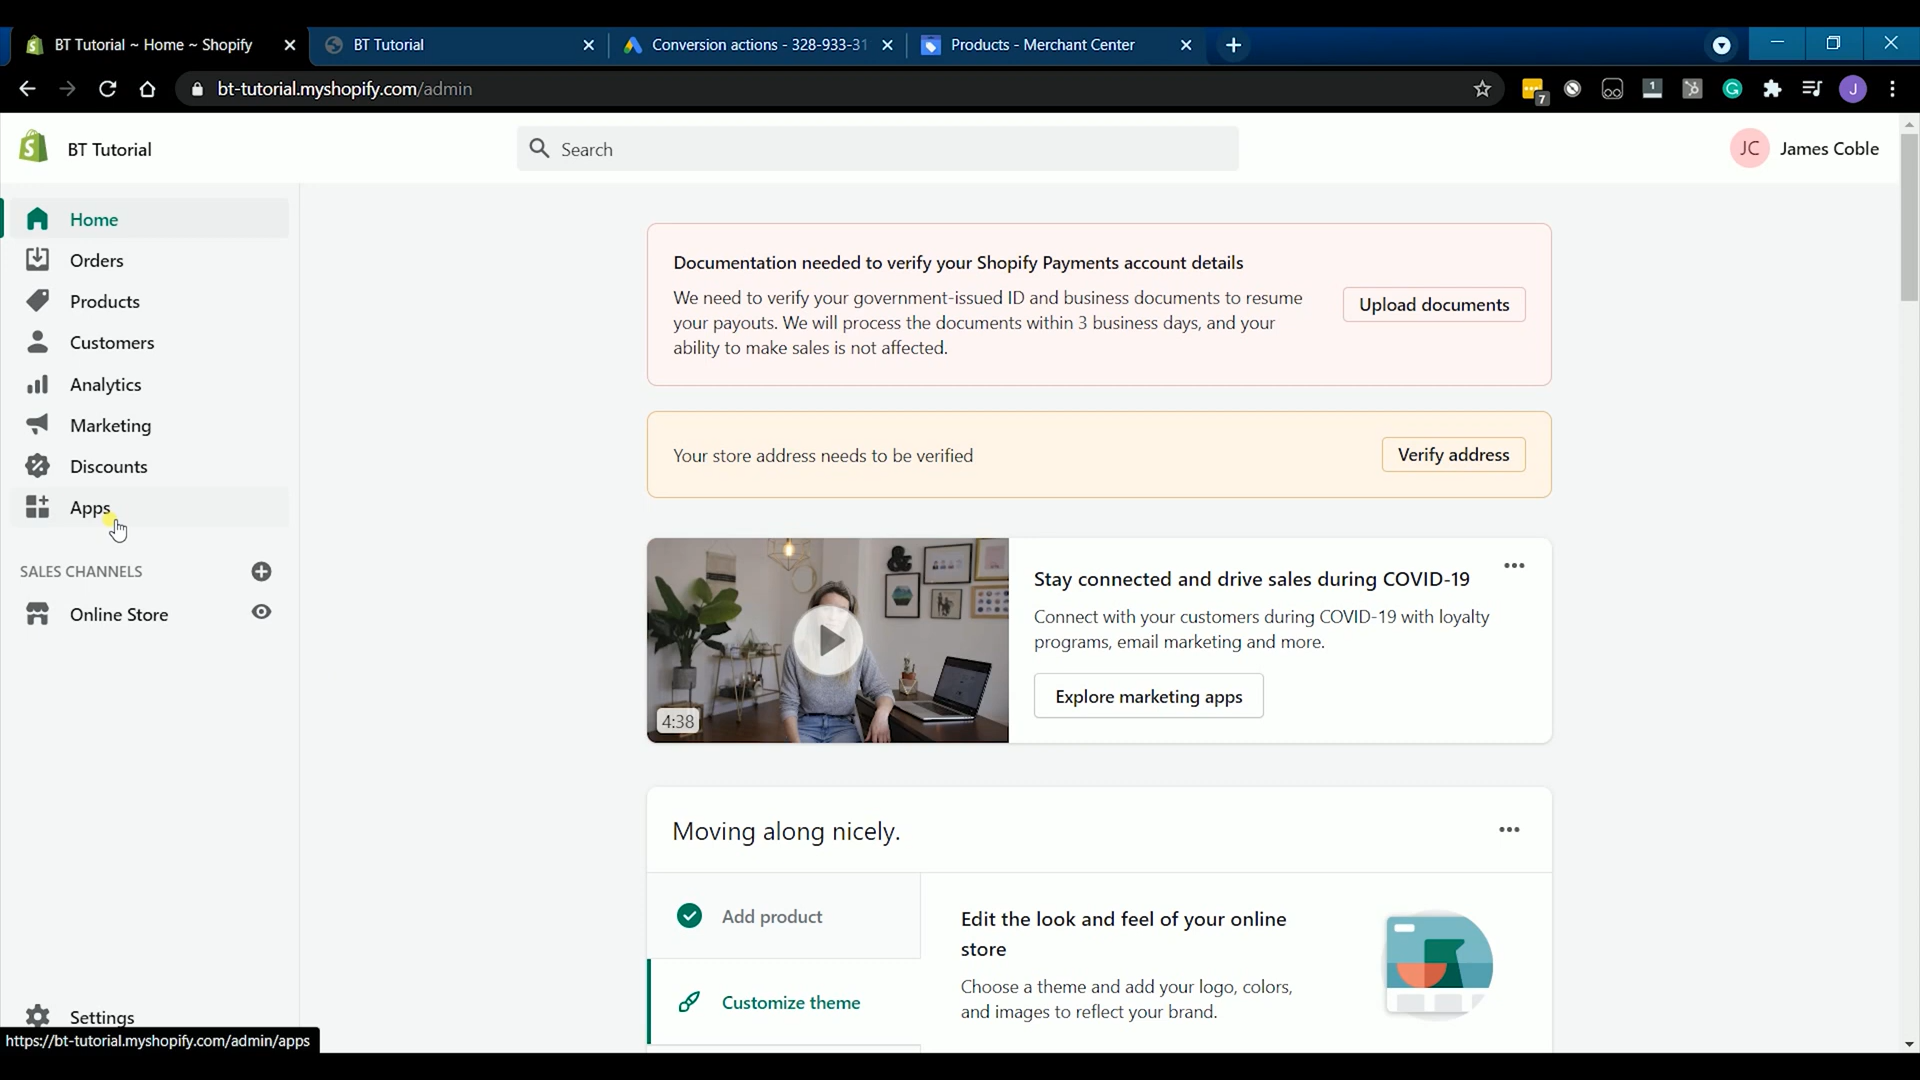 BT Tutorial ~ Home ~ Shopify
BT Tutorial
Conversion actions - 328-933-31
Products - Merchant Center
bt-tutorial.myshopify.com/admin
7
1
J
BT Tutorial
Search
JC
James Coble
Home
Orders
Products
Customers
Analytics
Marketing
Discounts
Apps
SALES CHANNELS
Online Store
Settings
https://bt-tutorial.myshopify.com/admin/apps
Documentation needed to verify your Shopify Payments account details
We need to verify your government-issued ID and business documents to resume
your payouts. We will process the documents within 3 business days, and your
ability to make sales is not affected.
Upload documents
Your store address needs to be verified
Verify address
4:38
Stay connected and drive sales during COVID-19
Connect with your customers during COVID-19 with loyalty
programs, email marketing and more.
Explore marketing apps
Moving along nicely.
Add product
Customize theme
Edit the look and feel of your online
store
Choose a theme and add your logo, colors,
and images to reflect your brand.